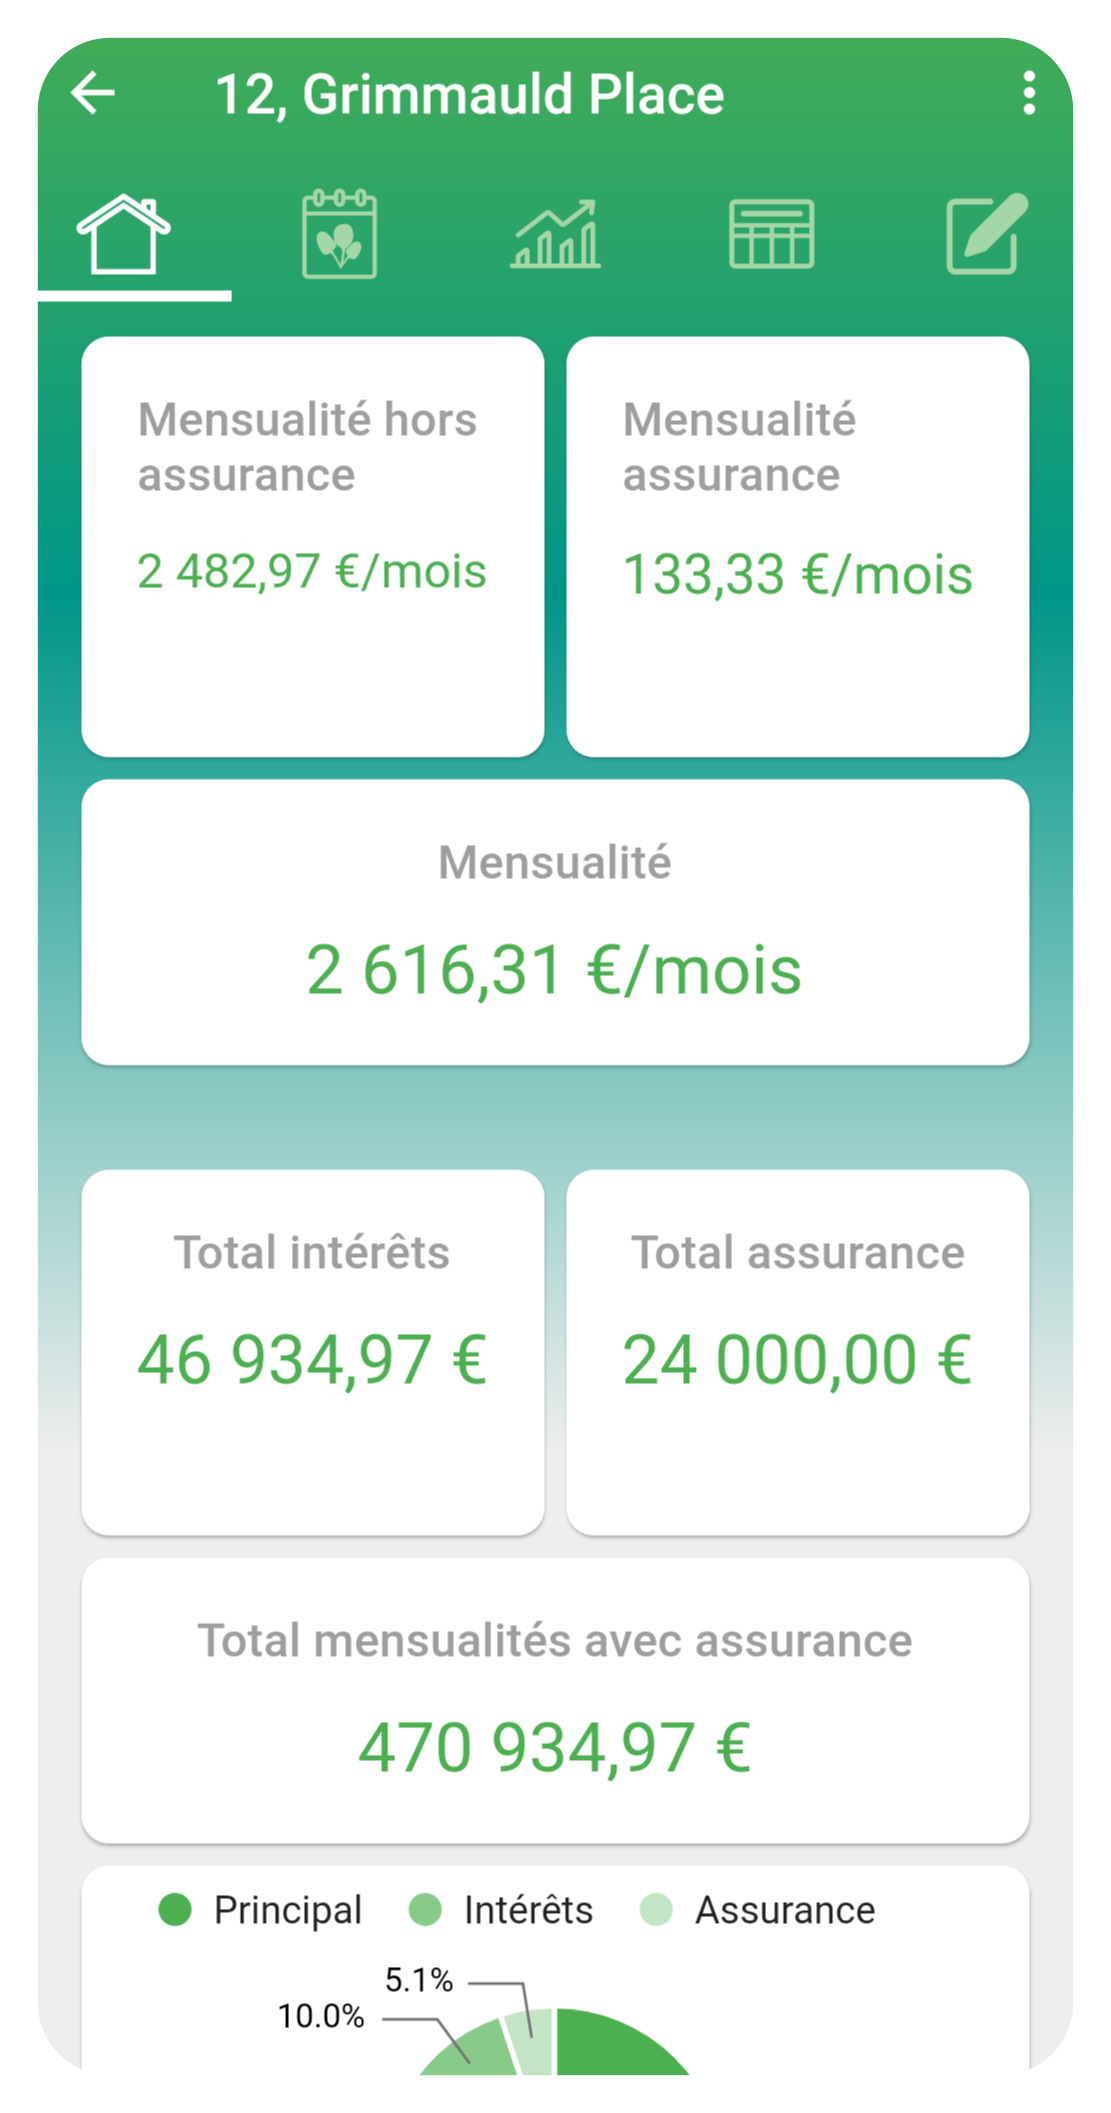 12, Grimmauld Place
Mensualité hors
assurance
2 482,97 €/mois
Mensualité
assurance
133,33 €/mois
Mensualité
2 616,31 €/mois
Total intérêts
46 934,97 €
Total assurance
24 000,00 €
Total mensualités avec assurance
470 934,97 €
Principal Intérêts Assurance
5.1%
10.0%